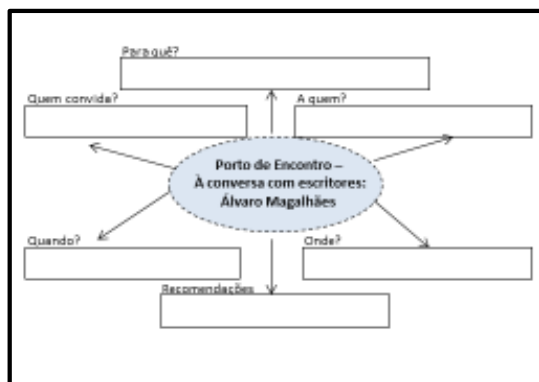 Para quê?
Quem convida?
A quem?
Porto de Encontro –
À conversa com escritores:
Álvaro Magalhães
Quando?
Onde?
Recomendações